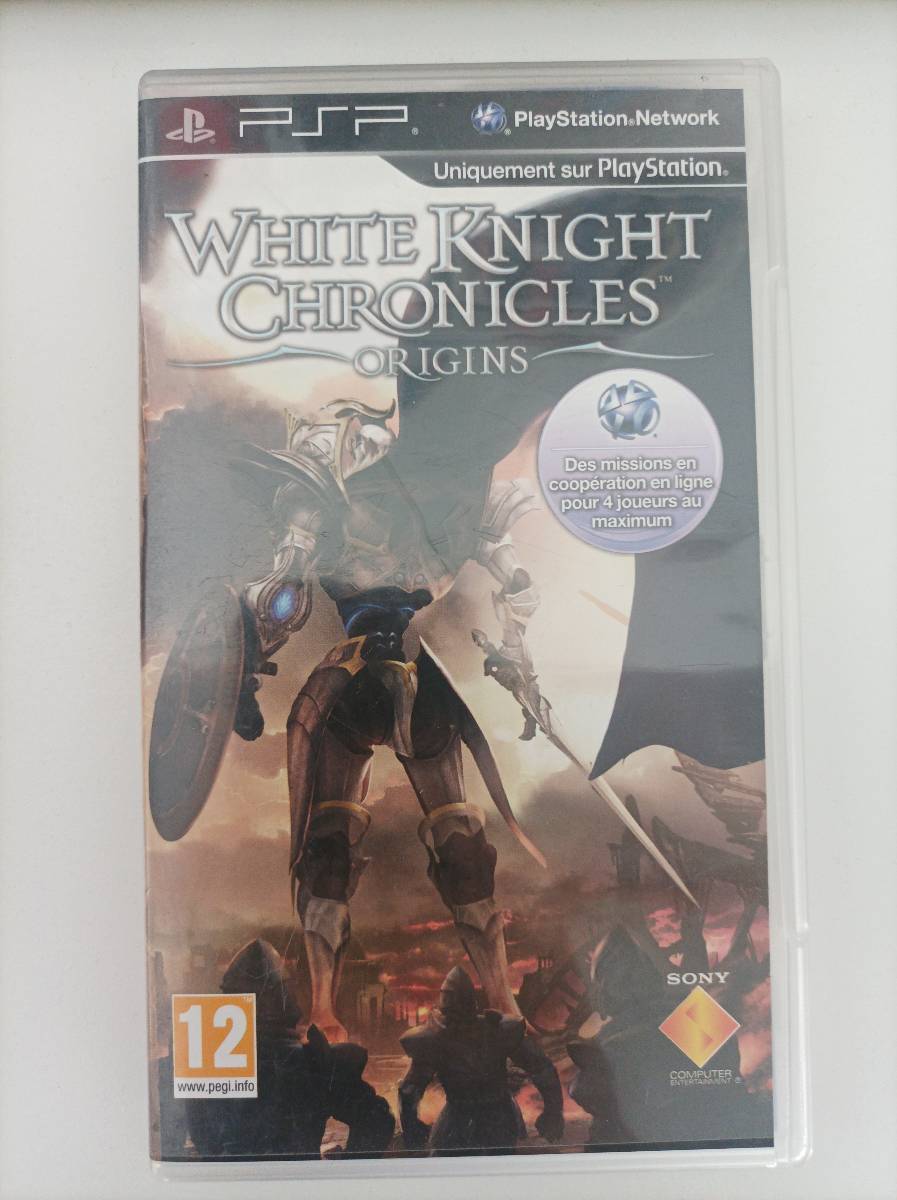 PSP®
PlayStation®Network
Uniquement sur PlayStation®
WHITE KNIGHT
CHRONICLES™
ORIGINS
Des missions en
coopération en ligne
pour 4 joueurs au
maximum
12™
www.pegi.info
SONY
COMPUTER
ENTERTAINMENT®